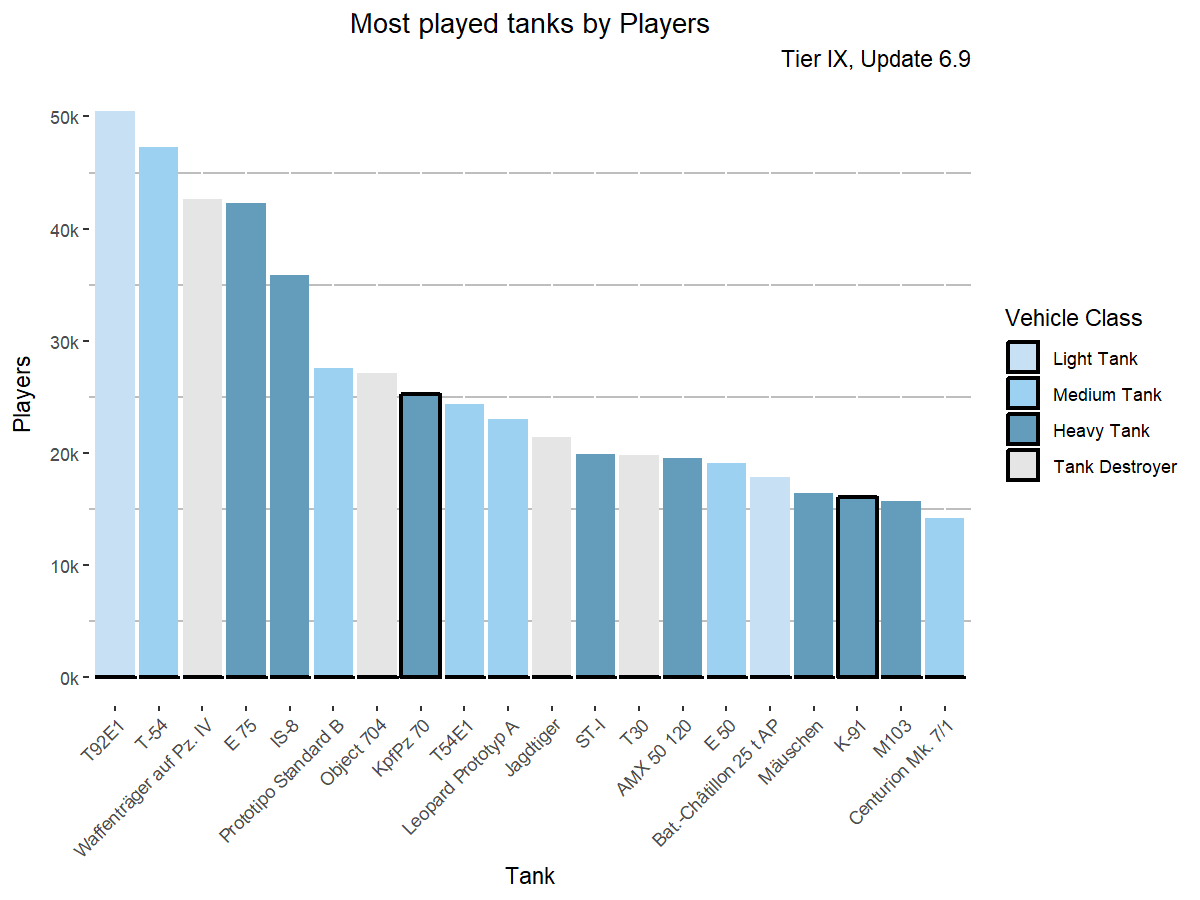 Most played tanks by Players
Tier IX, Update 6.9
50k
40k
30k
20k
10k
0k
Players
T92E1
T-54
Waffenträger auf Pz. IV
E 75
IS-8
Prototipo Standard B
Object 704
KpfPz 70
T54E1
Leopard Prototyp A
Jagdtiger
ST-I
T30
AMX 50 120
E 50
Bat.-Châtillon 25 t AP
Mäuschen
K-91
M103
Centurion Mk. 7/1
Tank
Vehicle Class
Light Tank
Medium Tank
Heavy Tank
Tank Destroyer